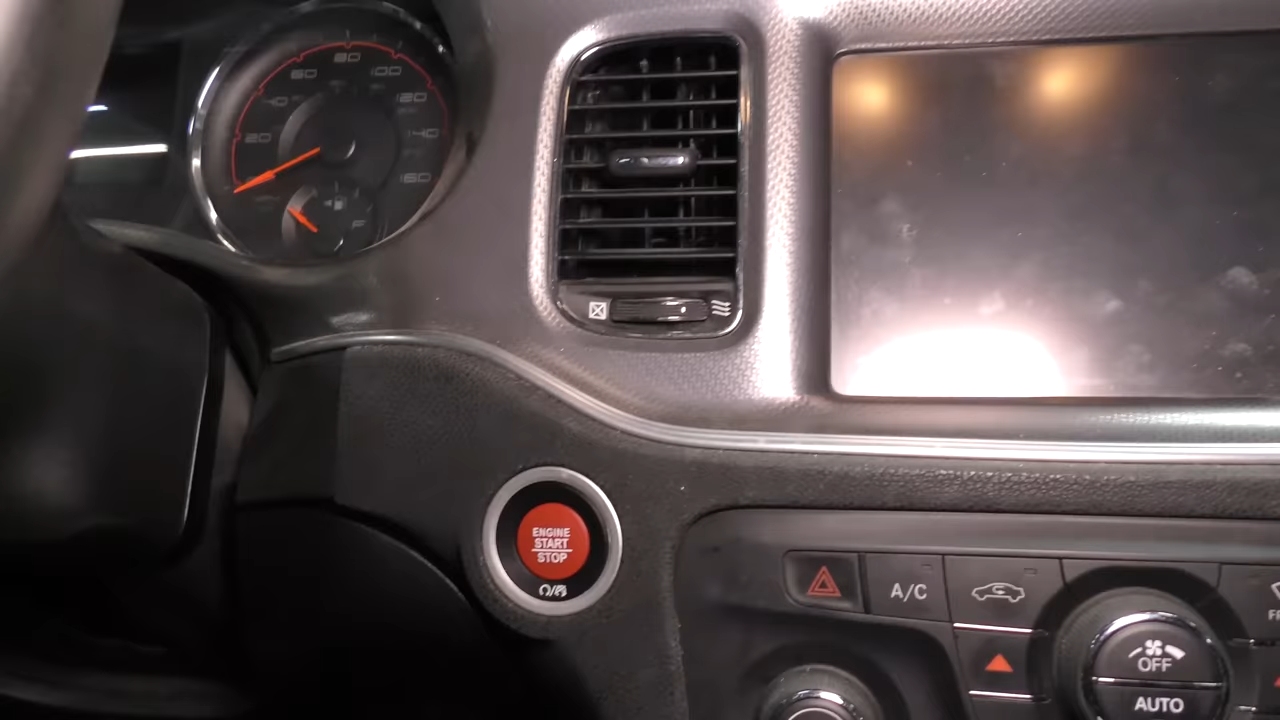 20
40
60
80
100
120
140
160
F
ENGINE
START
STOP
A/C
OFF
AUTO